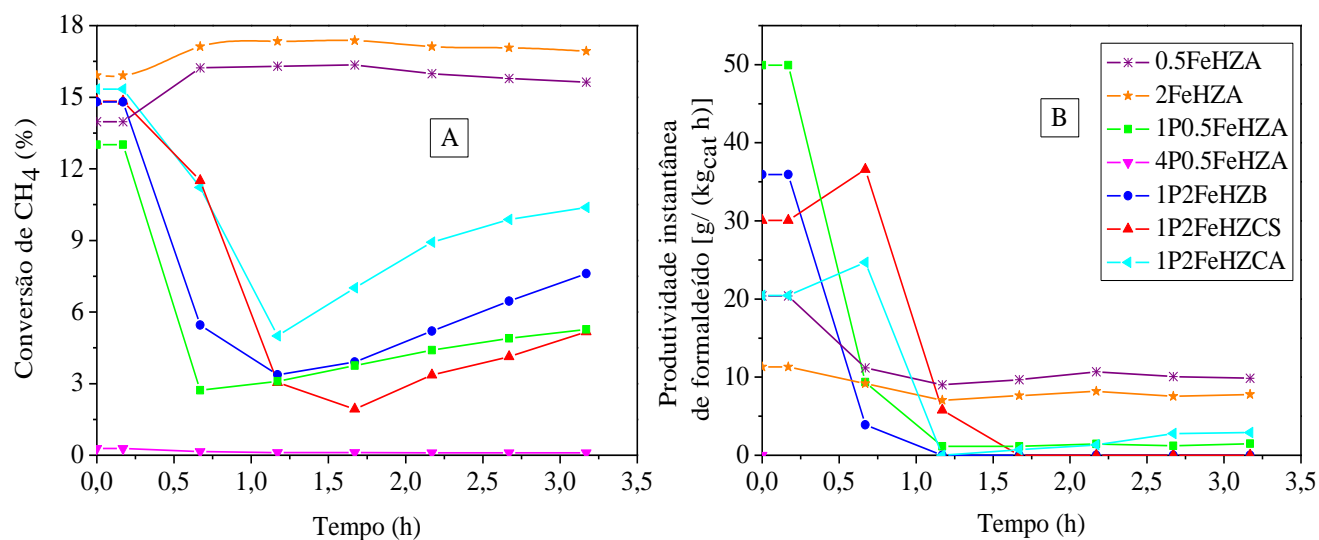 18
15
12
9
6
3
0
Conversão de CH4 (%)
A
0,0 0,5 1,0 1,5 2,0 2,5 3,0 3,5
Tempo (h)
50
40
30
20
10
0
Produtividade instantânea
de formaldeído [g/ (kgcat h)]
B
0.5FeHZA
2FeHZA
1P0.5FeHZA
4P0.5FeHZA
1P2FeHZB
1P2FeHZCS
1P2FeHZCA
0,0 0,5 1,0 1,5 2,0 2,5 3,0 3,5
Tempo (h)